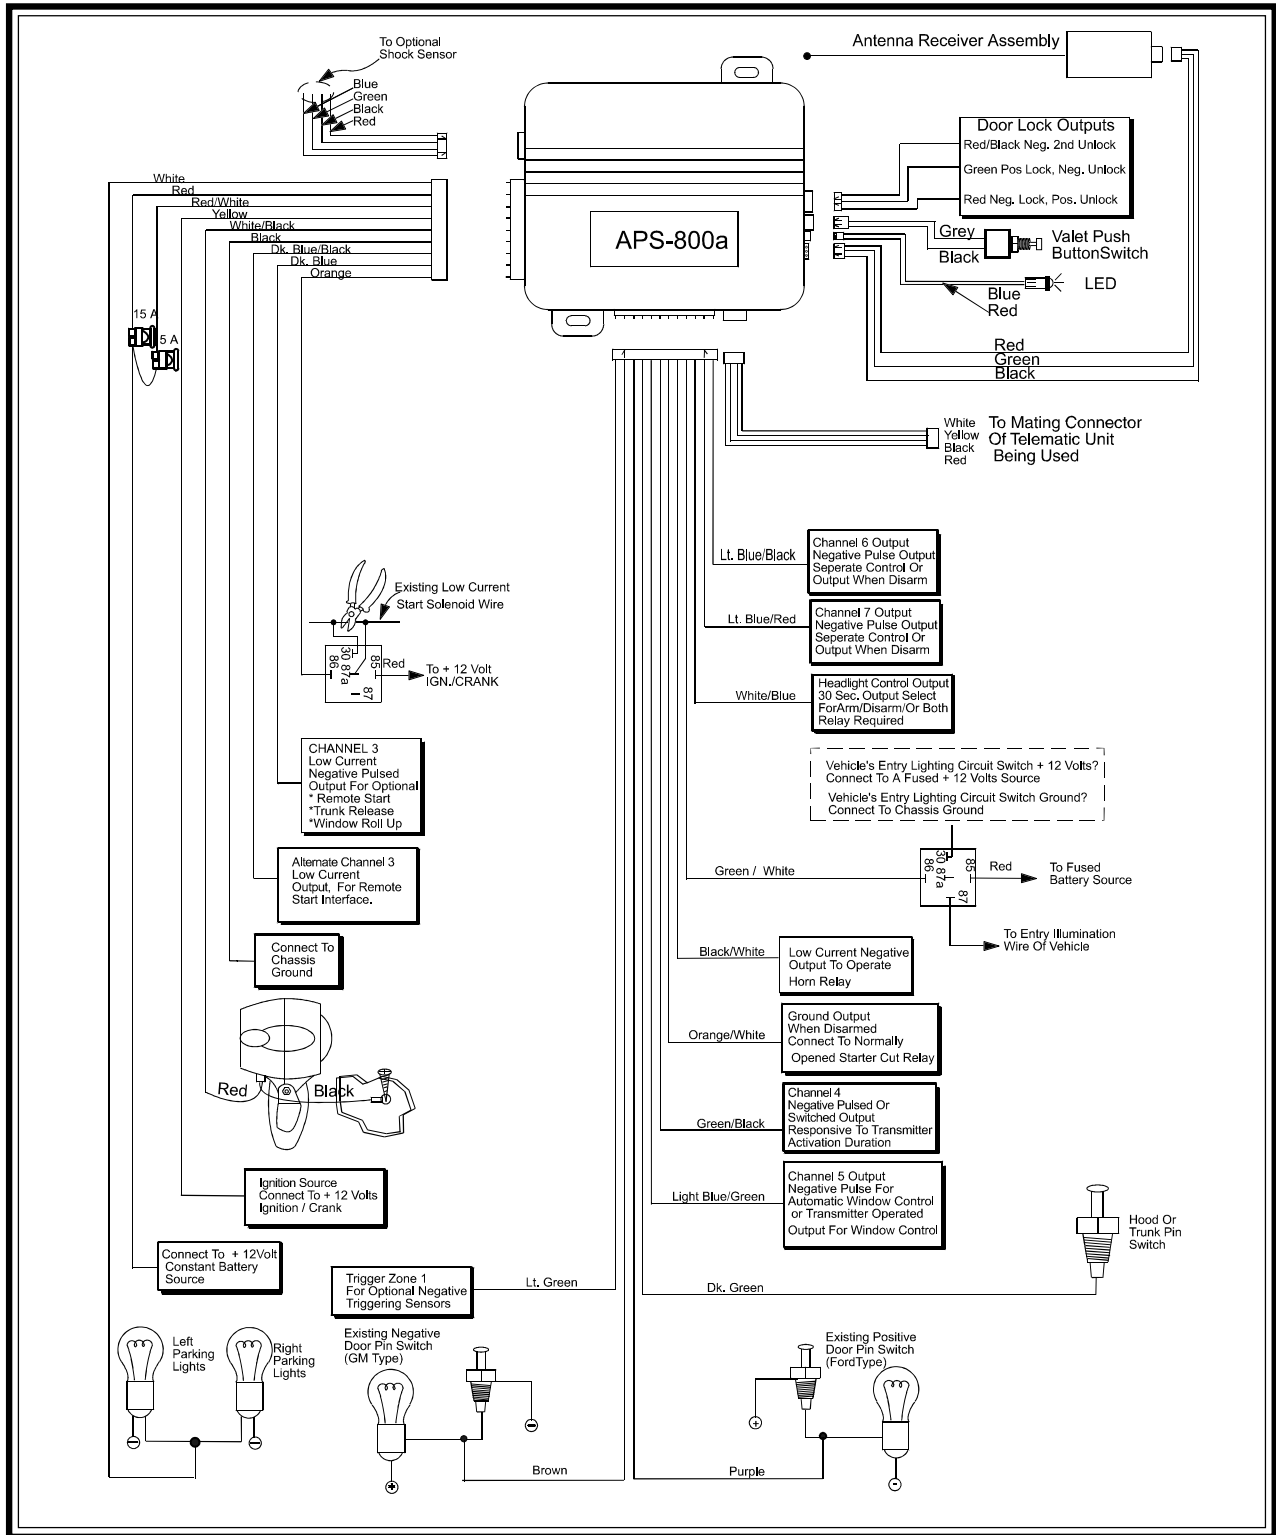 To Optional
Shock Sensor
Blue
Green
Black
Red
Antenna Receiver Assembly
Door Lock Outputs
Red/Black Neg. 2nd Unlock
Green Pos Lock, Neg. Unlock
Red Neg. Lock, Pos. Unlock
White
Red
Red/White
Yellow
White/Black
Black
Dk. Blue/Black
Dk. Blue
Orange
APS-800a
Grey
Black
Valet Push
ButtonSwitch
LED
Blue
Red
15 A
5 A
Red
Green
Black
White
Yellow
Black
Red
To Mating Connector
Of Telematic Unit
Being Used
Lt. Blue/Black
Channel 6 Output
Negative Pulse Output
Seperate Control Or
Output When Disarm
Existing Low Current
Start Solenoid Wire
Lt. Blue/Red
Channel 7 Output
Negative Pulse Output
Seperate Control Or
Output When Disarm
86
30
87a
85
87
Red
To + 12 Volt
IGN./CRANK
White/Blue
Headlight Control Output
30 Sec. Output Select
ForArm/Disarm/Or Both
Relay Required
CHANNEL 3
Low Current
Negative Pulsed
Output For Optional
* Remote Start
*Trunk Release
*Window Roll Up
Vehicle's Entry Lighting Circuit Switch + 12 Volts?
Connect To A Fused + 12 Volts Source
Vehicle's Entry Lighting Circuit Switch Ground?
Connect To Chassis Ground
Alternate Channel 3
Low Current
Output, For Remote
Start Interface.
Green / White
86
30
87a
85
87
Red
To Fused
Battery Source
To Entry Illumination
Wire Of Vehicle
Connect To
Chassis
Ground
Black/White
Low Current Negative
Output To Operate
Horn Relay
Orange/White
Ground Output
When Disarmed
Connect To Normally
Opened Starter Cut Relay
Red
Black
Green/Black
Channel 4
Negative Pulsed Or
Switched Output
Responsive To Transmitter
Activation Duration
Ignition Source
Connect To + 12 Volts
Ignition / Crank
Light Blue/Green
Channel 5 Output
Negative Pulse For
Automatic Window Control
or Transmitter Operated
Output For Window Control
Hood Or
Trunk Pin
Switch
Connect To + 12Volt
Constant Battery
Source
Trigger Zone 1
For Optional Negative
Triggering Sensors
Lt. Green
Dk. Green
Left
Parking
Lights
Right
Parking
Lights
Existing Negative
Door Pin Switch
(GM Type)
Existing Positive
Door Pin Switch
(FordType)
Brown
Purple